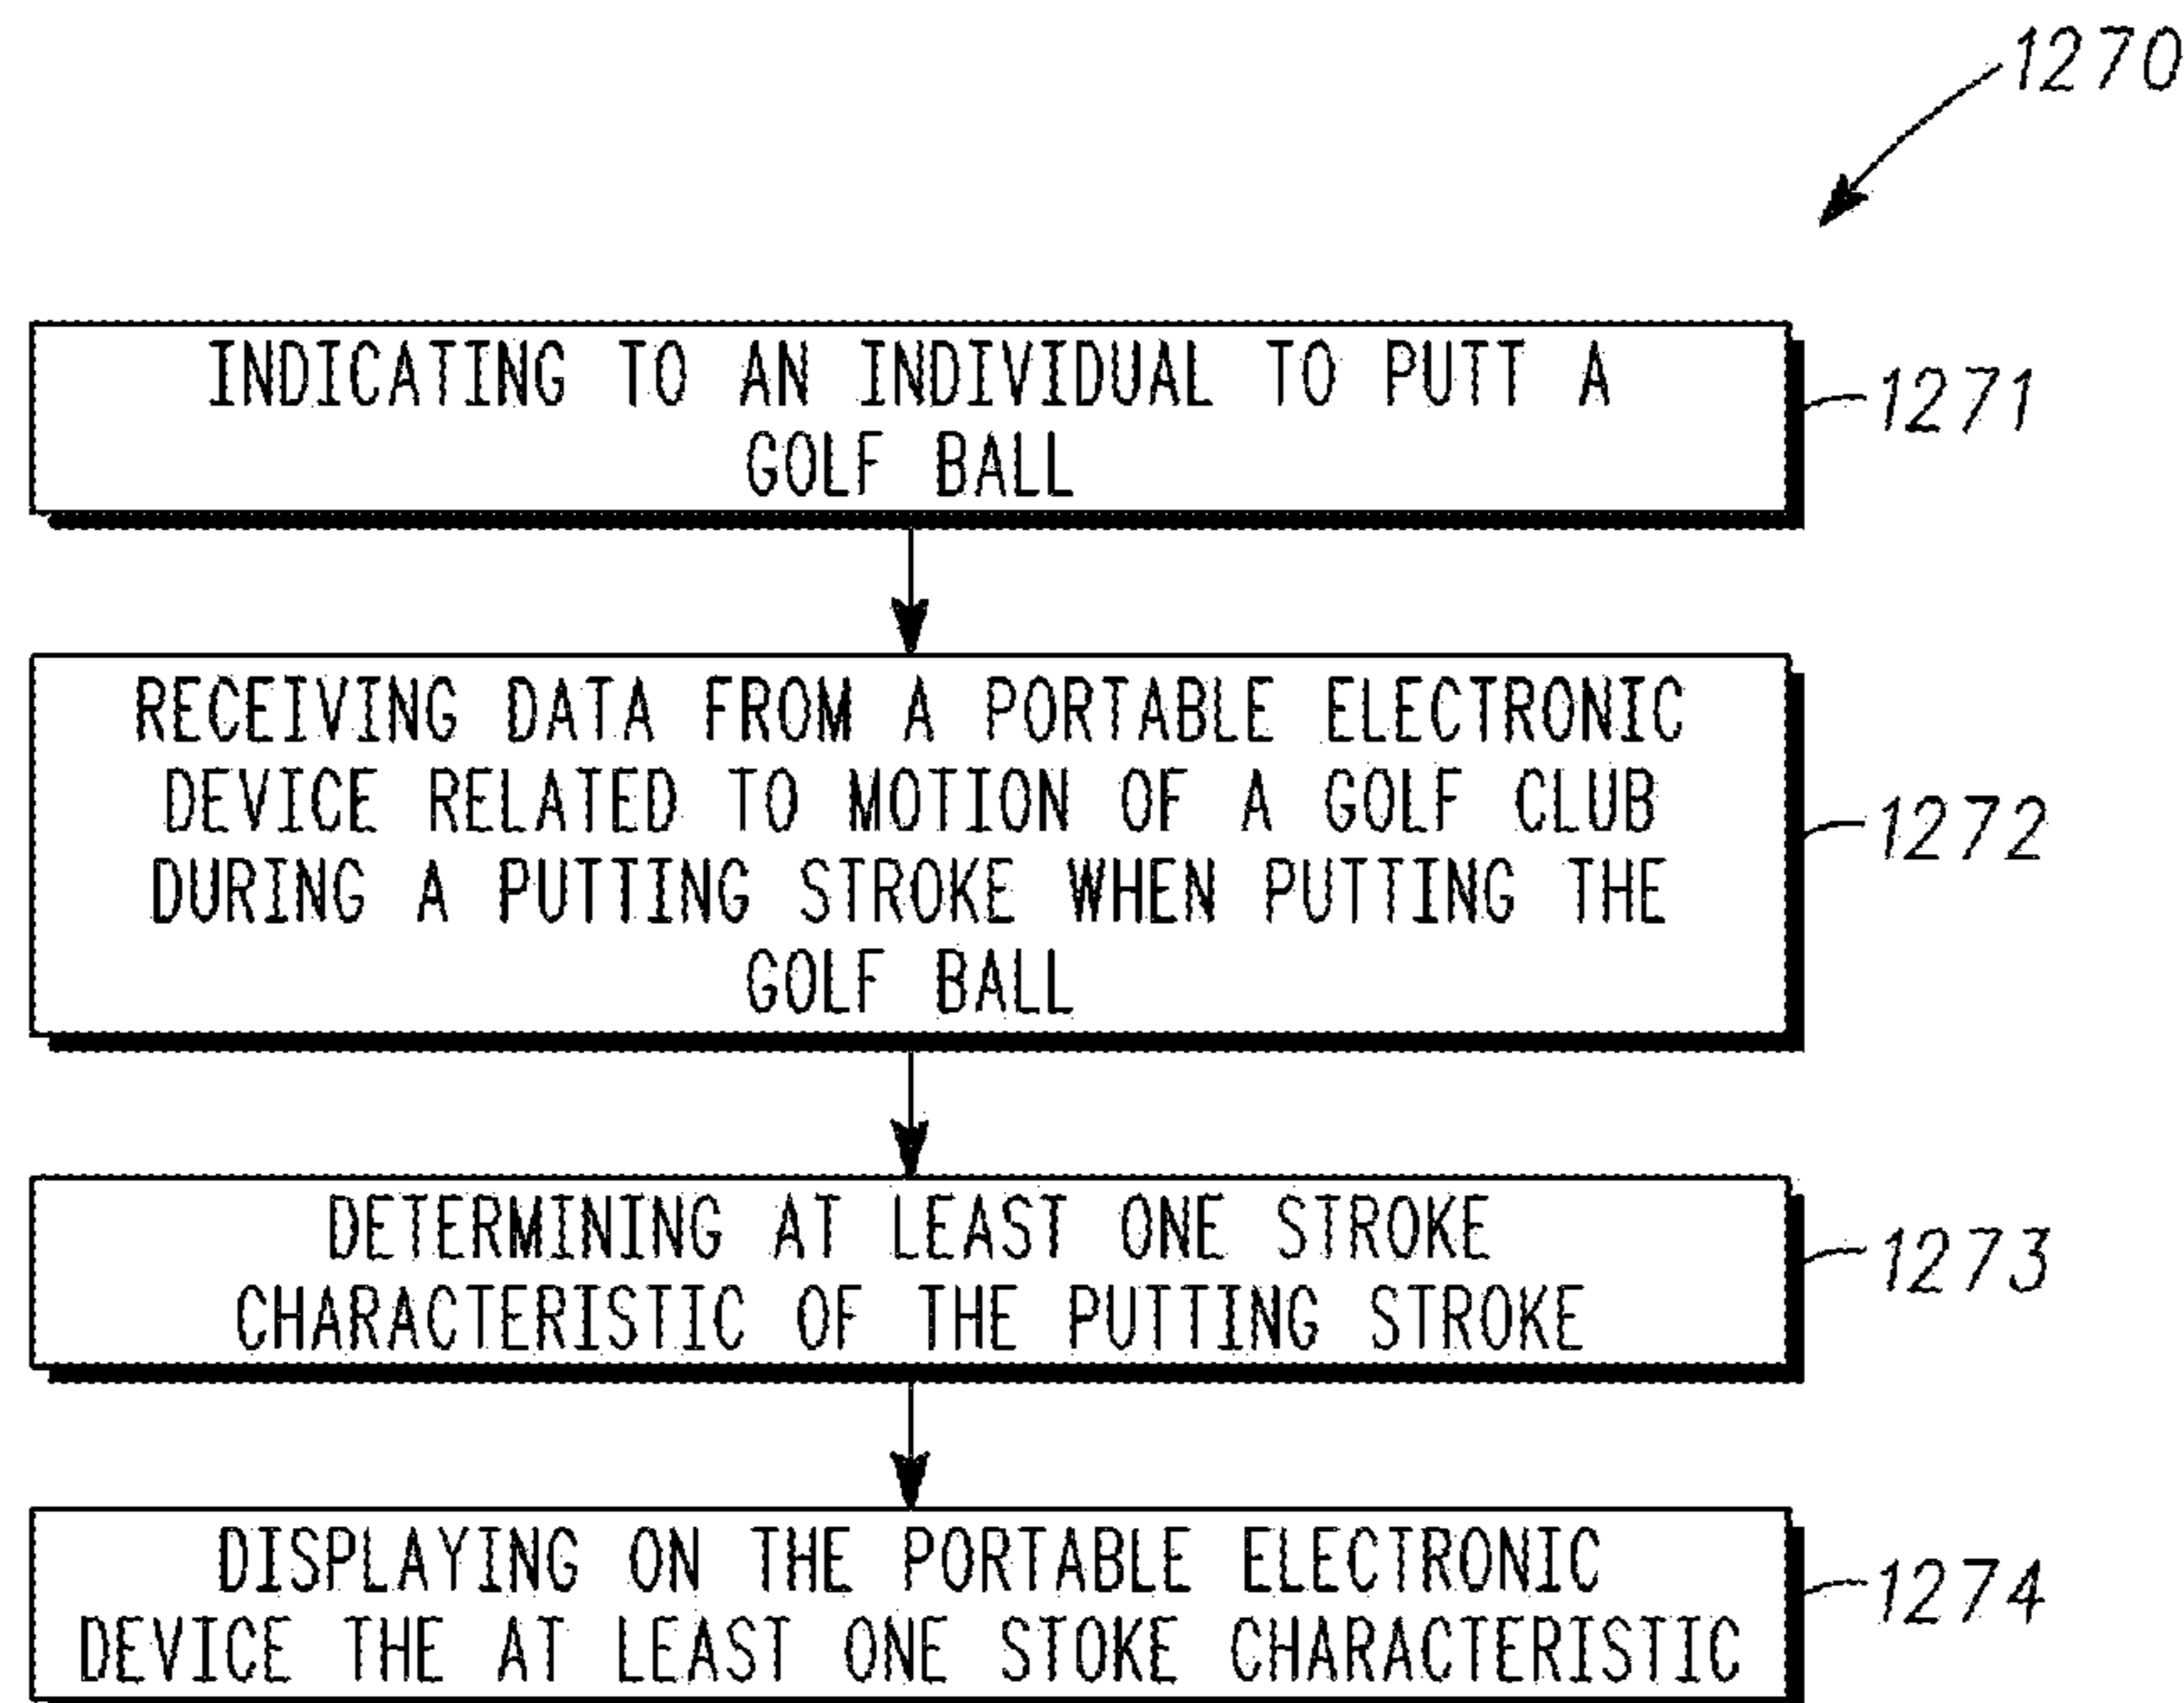 1270
INDICATING TO AN INDIVIDUAL TO PUTT A
GOLF BALL
1271
RECEIVING DATA FROM A PORTABLE ELECTRONIC
DEVICE RELATED TO MOTION OF A GOLF CLUB
DURING A PUTTING STROKE WHEN PUTTING THE
GOLF BALL
1272
DETERMINING AT LEAST ONE STROKE
CHARACTERISTIC OF THE PUTTING STROKE
1273
DISPLAYING ON THE PORTABLE ELECTRONIC
DEVICE THE AT LEAST ONE STOKE CHARACTERISTIC
1274